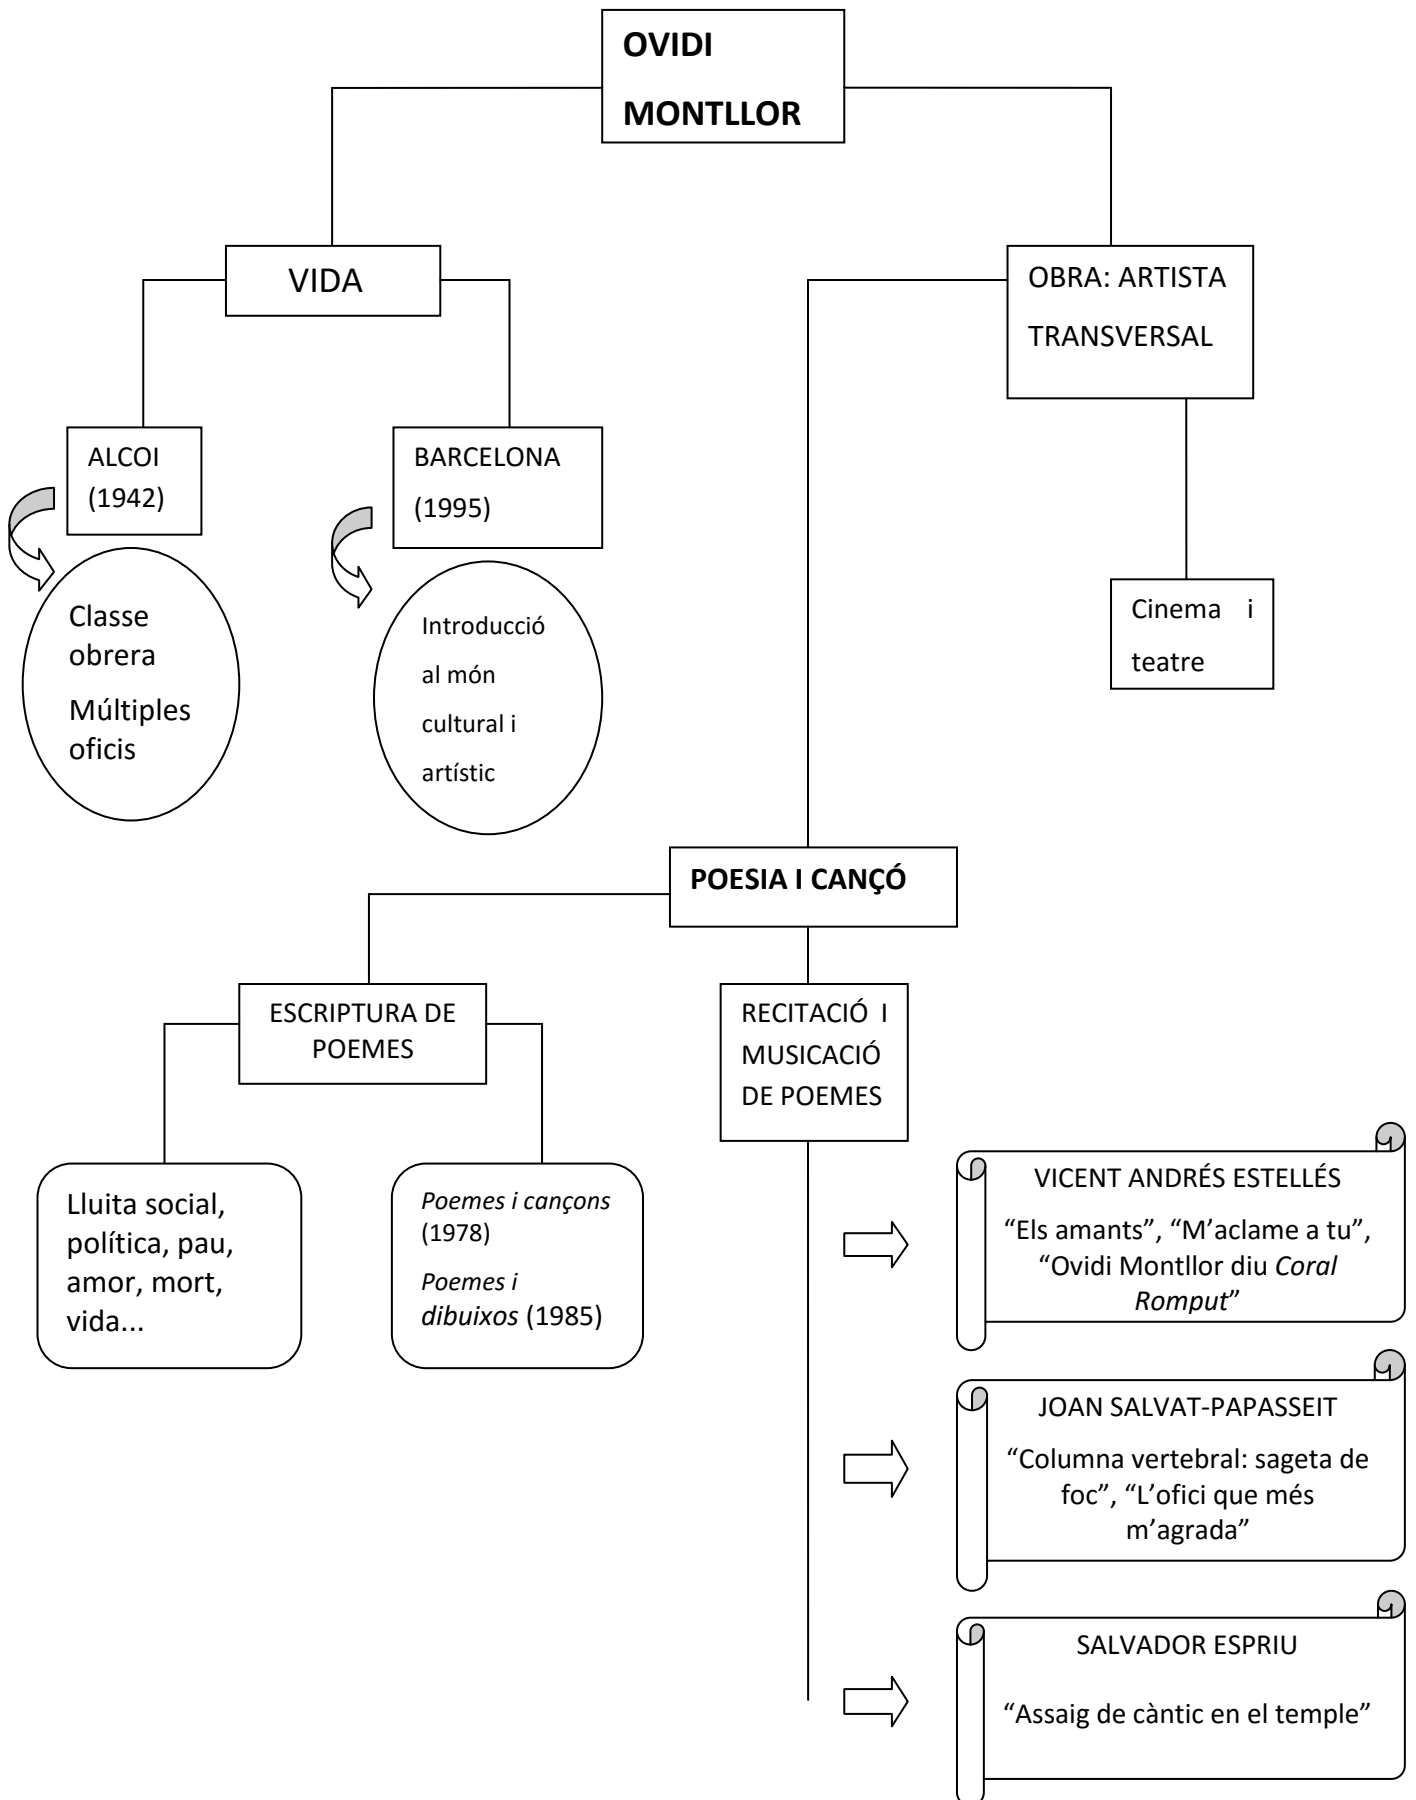 OVIDI
MONTLLOR
VIDA
OBRA: ARTISTA
TRANSVERSAL
ALCOI
(1942)
BARCELONA
(1995)
Classe
obrera
Múltiples
oficis
Introducció
al món
cultural i
artístic
Cinema i
teatre
POESIA I CANÇÓ
ESCRIPTURA DE
POEMES
RECITACIÓ I
MUSICACIÓ
DE POEMES
Lluita social,
política, pau,
amor, mort,
vida...
Poemes i cançons
(1978)
Poemes i
dibuixos (1985)
VICENT ANDRÉS ESTELLÉS
“Els amants”, “M’aclame a tu”,
“Ovidi Montllor diu Coral
Romput”
JOAN SALVAT-PAPASSEIT
“Columna vertebral: sageta de
foc”, “L’ofici que més
m’agrada”
SALVADOR ESPRIU
“Assaig de càntic en el temple”